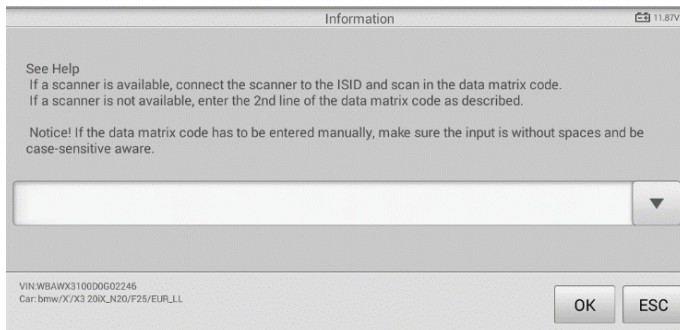 Information
11.87V
See Help
If a scanner is available, connect the scanner to the ISID and scan in the data matrix code.
If a scanner is not available, enter the 2nd line of the data matrix code as described.
Notice! If the data matrix code has to be entered manually, make sure the input is without spaces and be
case-sensitive aware.
VIN:WBAWX3100D0G02246
Car: bmw/X'/X3 20iX_N20/F25/EUR_LL
OK
ESC